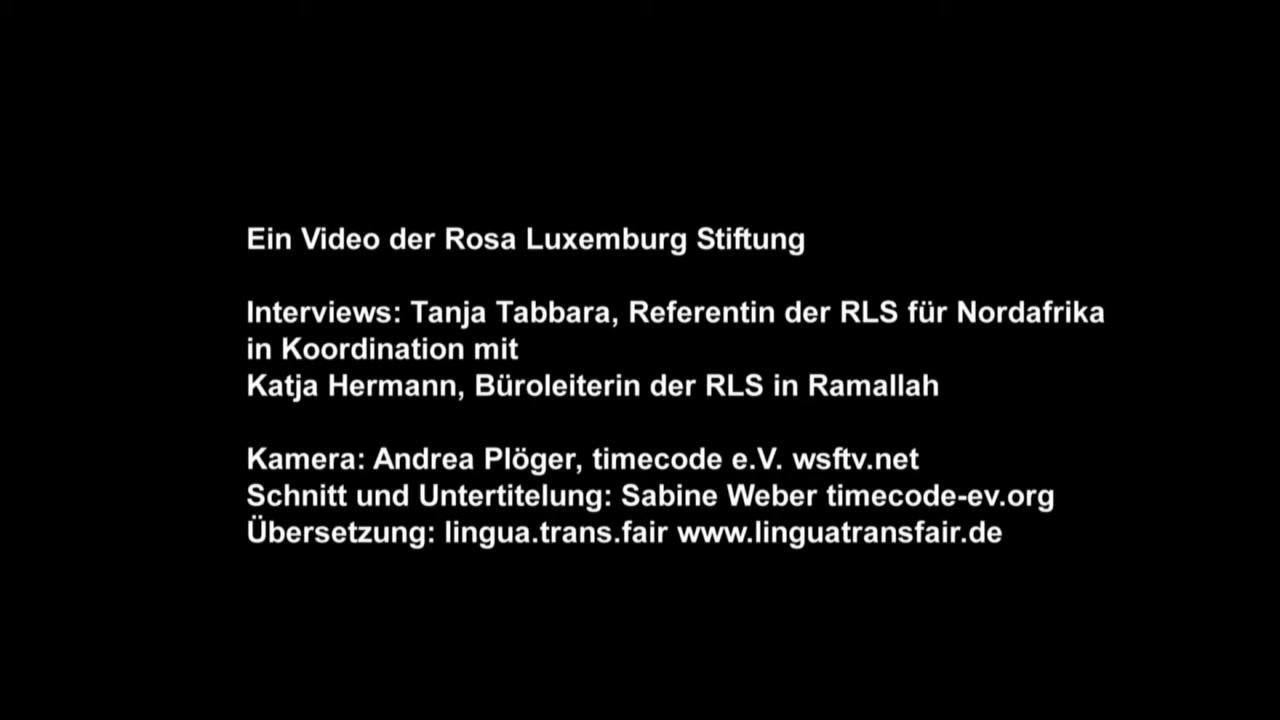 Ein Video der Rosa Luxemburg Stiftung
Interviews: Tanja Tabbara, Referentin der RLS für Nordafrika
in Koordination mit
Katja Hermann, Büroleiterin der RLS in Ramallah
Kamera: Andrea Plöger, timecode e.V. wsftv.net
Schnitt und Untertitelung: Sabine Weber timecode-ev.org
Übersetzung: lingua.trans.fair www.linguatransfair.de